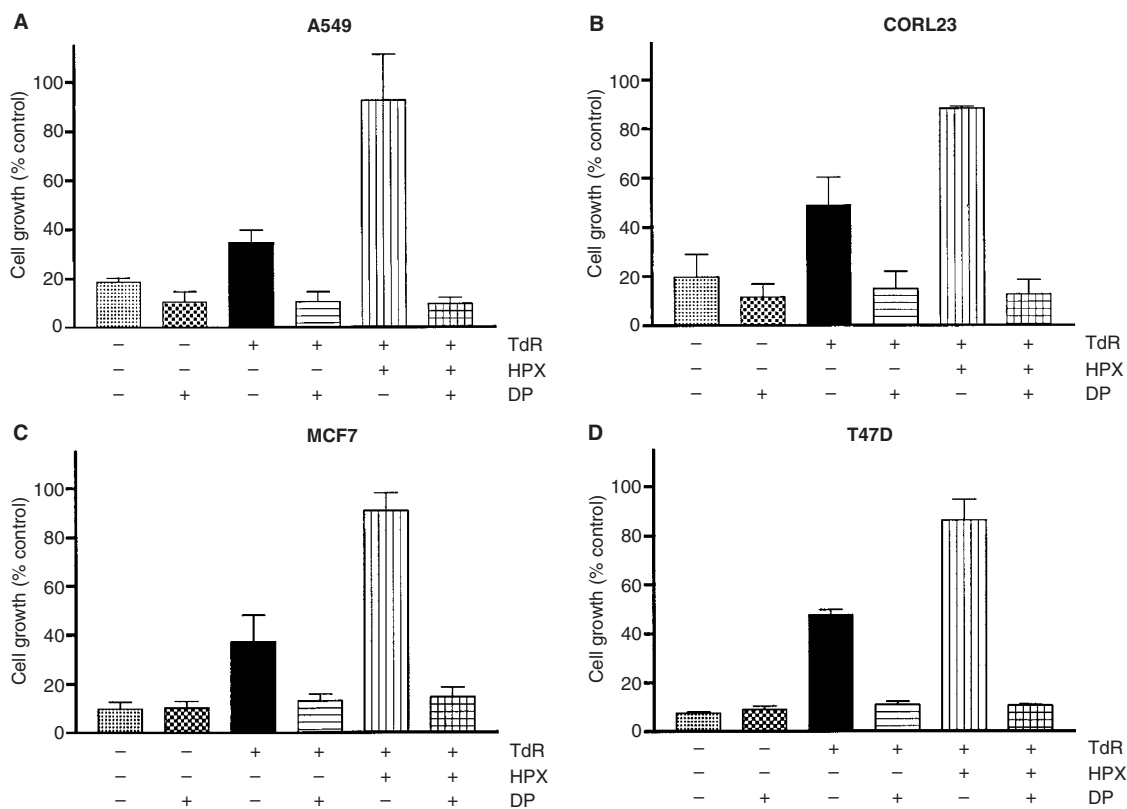 A
A549
Cell growth (% control)
100
80
60
40
20
0
– – + + + + TdR
– – – – + + HPX
– + – + – + DP
B
CORL23
Cell growth (% control)
100
80
60
40
20
0
– – + + + + TdR
– – – – + + HPX
– + – + – + DP
C
MCF7
Cell growth (% control)
100
80
60
40
20
0
– – + + + + TdR
– – – – + + HPX
– + – + – + DP
D
T47D
Cell growth (% control)
100
80
60
40
20
0
– – + + + + TdR
– – – – + + HPX
– + – + – + DP